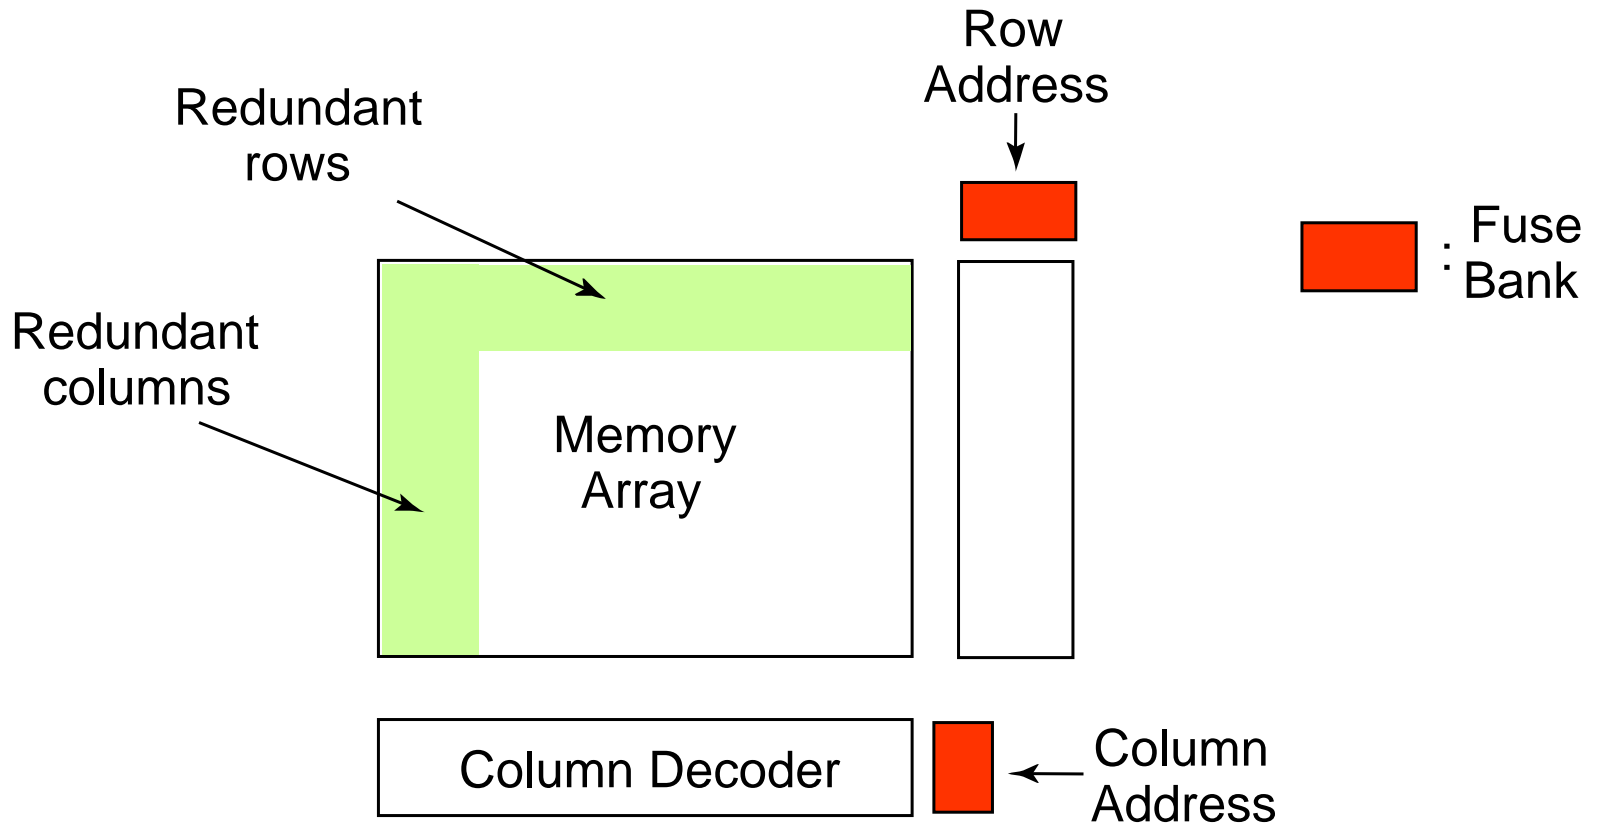 Row
Address
Redundant
rows
: Fuse
Bank
Redundant
columns
Memory
Array
Column Decoder
Column
Address